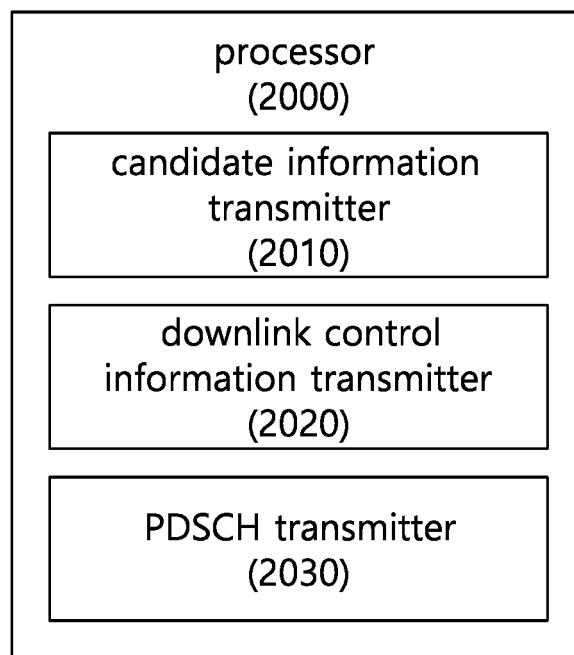 processor
(2000)
candidate information
transmitter
(2010)
downlink control
information transmitter
(2020)
PDSCH transmitter
(2030)